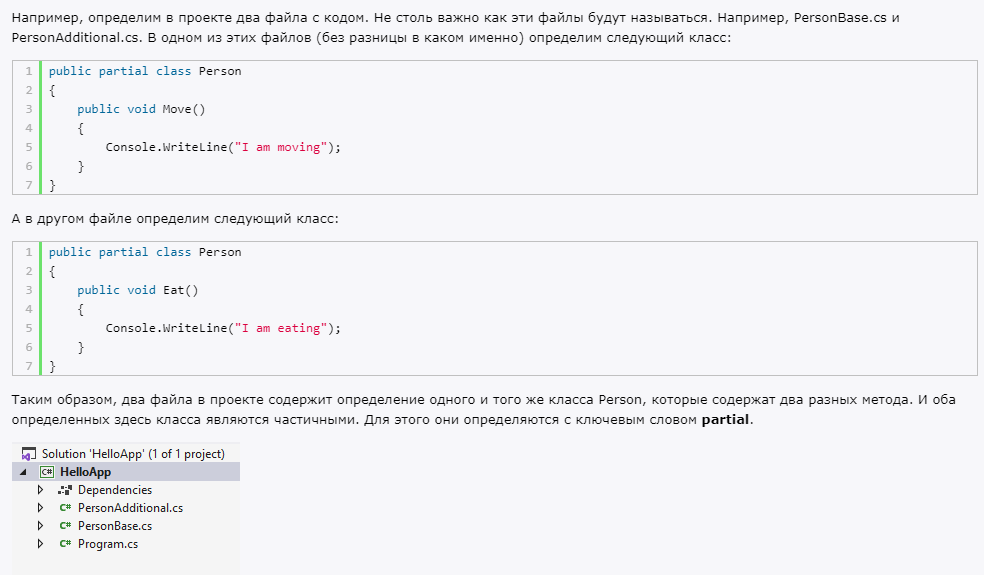 Например, определим в проекте два файла с кодом. Не столь важно как эти файлы будут называться. Например, PersonBase.cs и
PersonAdditional.cs. В одном из этих файлов (без разницы в каком именно) определим следующий класс:
1 public partial class Person
2 {
3     public void Move()
4     {
5         Console.WriteLine("I am moving");
6     }
7 }
А в другом файле определим следующий класс:
1 public partial class Person
2 {
3     public void Eat()
4     {
5         Console.WriteLine("I am eating");
6     }
7 }
Таким образом, два файла в проекте содержит определение одного и того же класса Person, которые содержат два разных метода. И оба
определенных здесь класса являются частичными. Для этого они определяются с ключевым словом partial.
Solution 'HelloApp' (1 of 1 project)
C# HelloApp
Dependencies
C# PersonAdditional.cs
C# PersonBase.cs
C# Program.cs